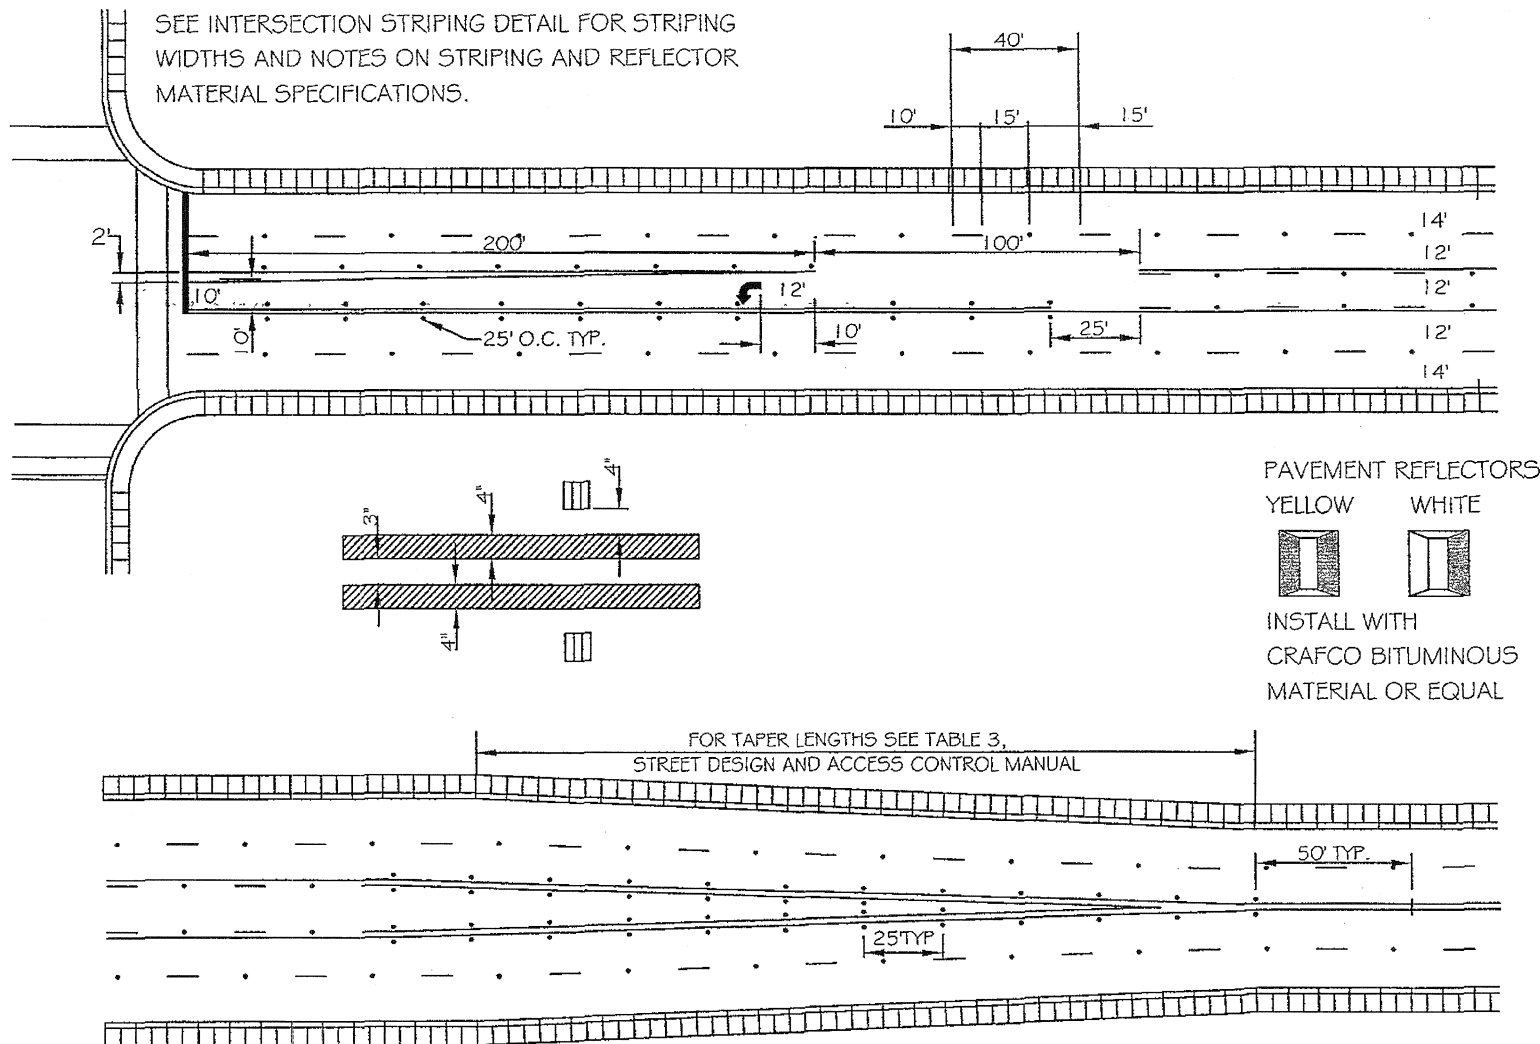 SEE INTERSECTION STRIPING DETAIL FOR STRIPING
WIDTHS AND NOTES ON STRIPING AND REFLECTOR
MATERIAL SPECIFICATIONS.
40'
10' 15' 15'
14'
2' 200' 100'
12'
10' 12' 12'
10' 25' O.C. TYP. 10' 25' 12'
14'
3" 4" 4"
4"
PAVEMENT REFLECTORS
YELLOW WHITE
INSTALL WITH
CRAFCO BITUMINOUS
MATERIAL OR EQUAL
FOR TAPER LENGTHS SEE TABLE 3,
STREET DESIGN AND ACCESS CONTROL MANUAL
50' TYP.
25'TYP